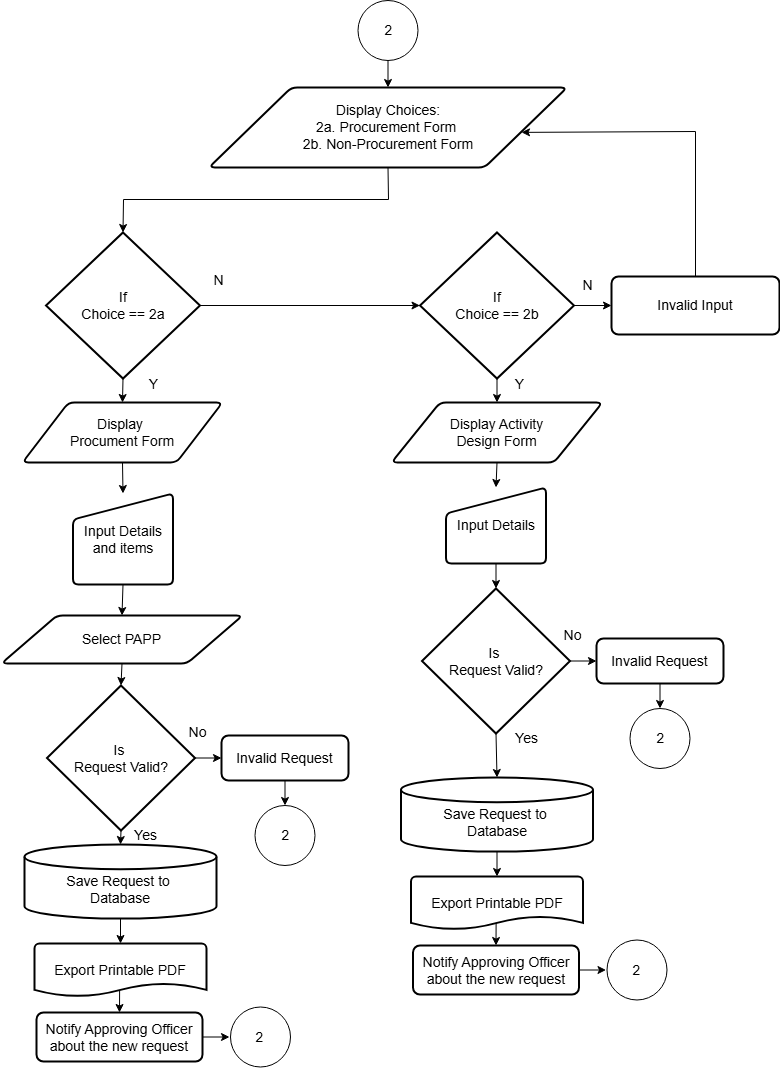 2
Display Choices:
2a. Procurement Form
2b. Non-Procurement Form
If
Choice == 2a
N
If
Choice == 2b
N
Invalid Input
Y
Y
Display
Procument Form
Display Activity
Design Form
Input Details
and items
Input Details
Select PAPP
Is
Request Valid?
No
Invalid Request
2
Yes
Is
Request Valid?
No
Invalid Request
2
Yes
Save Request to
Database
Save Request to
Database
Export Printable PDF
Export Printable PDF
Notify Approving Officer
about the new request
2
Notify Approving Officer
about the new request
2